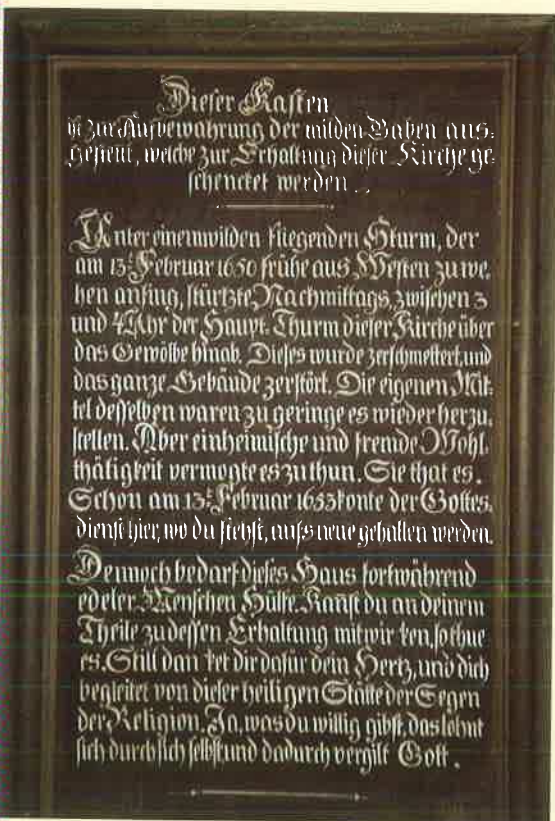 Dieser Kasten
ist zur Aufbewahrung der milden Gaben aus-
gestellt, welche zur Erhaltung dieser Kirche ge-
schencket werden.
Unter einem wilden fliegenden Sturm, der
am 13t. Februar 1650 frühe aus Westen zu we-
hen anfing, stürtzte, Nachmittags, zwischen 3
und 4 Uhr der Haupt-Thurm dieser Kirche über
das Gewölbe hinab. Dieses wurde zerschmettert, und
das ganze Gebäude zerstört. Die eigenen Mit-
tel desselben waren zu geringe es wieder herzu-
stellen. Aber einheimische und fremde Wohl-
thätigkeit vermogte es zu thun. Sie that es.
Schon am 13t. Februar 1653 konte der Gottes-
dienst hier, wo du stehst, aufs neue gehalten werden.
Dennoch bedarf dieses Haus fortwährend
edeler Menschen Hülfe. Kanst du an deinem
Theile zu dessen Erhaltung mitwirken, so thue
es. Still danket dir dafür dein Hertz, und dich
begleitet von dieser heiligen Stätte der Segen
der Religion. Ja, was du willig gibst, das lohnt
sich durch sich selbst, und dadurch vergilt Gott.